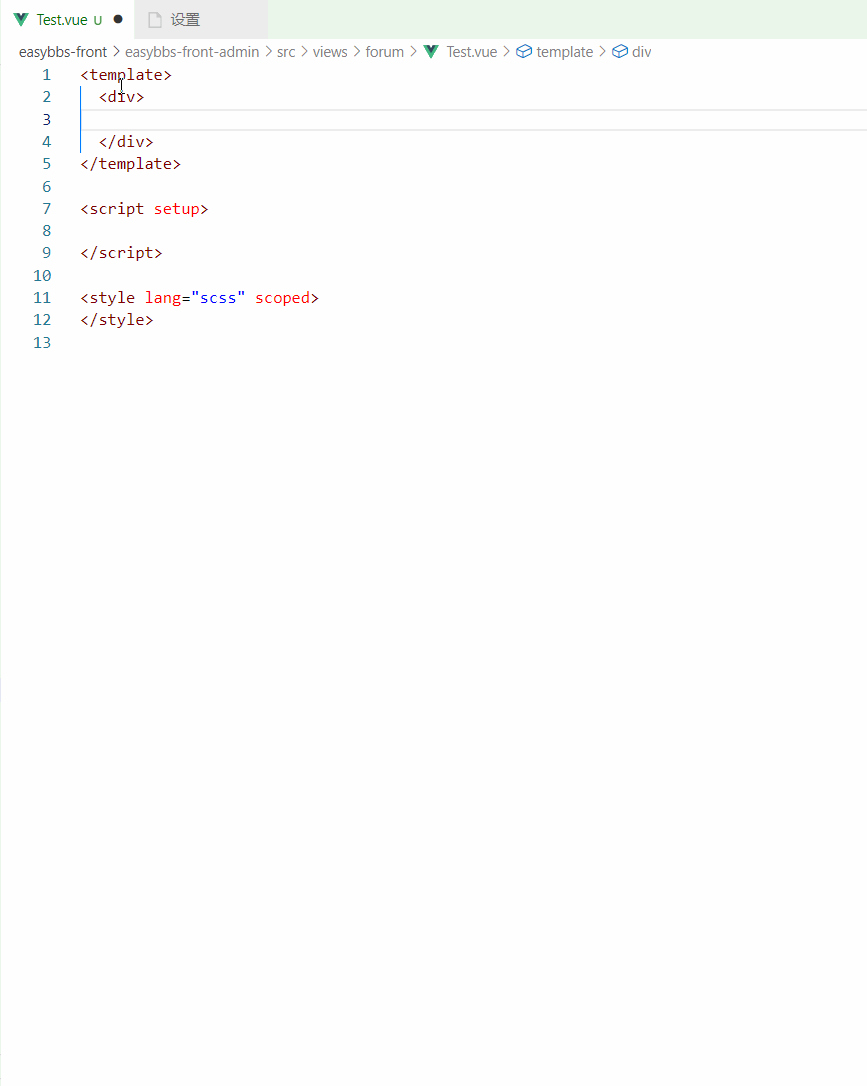 Test.vue U ● 设置
easybbs-front > easybbs-front-admin > src > views > forum > Test.vue > template > div
1 <template>
2 <div>
3
4 </div>
5 </template>
6
7 <script setup>
8
9 </script>
10
11 <style lang="scss" scoped>
12 </style>
13